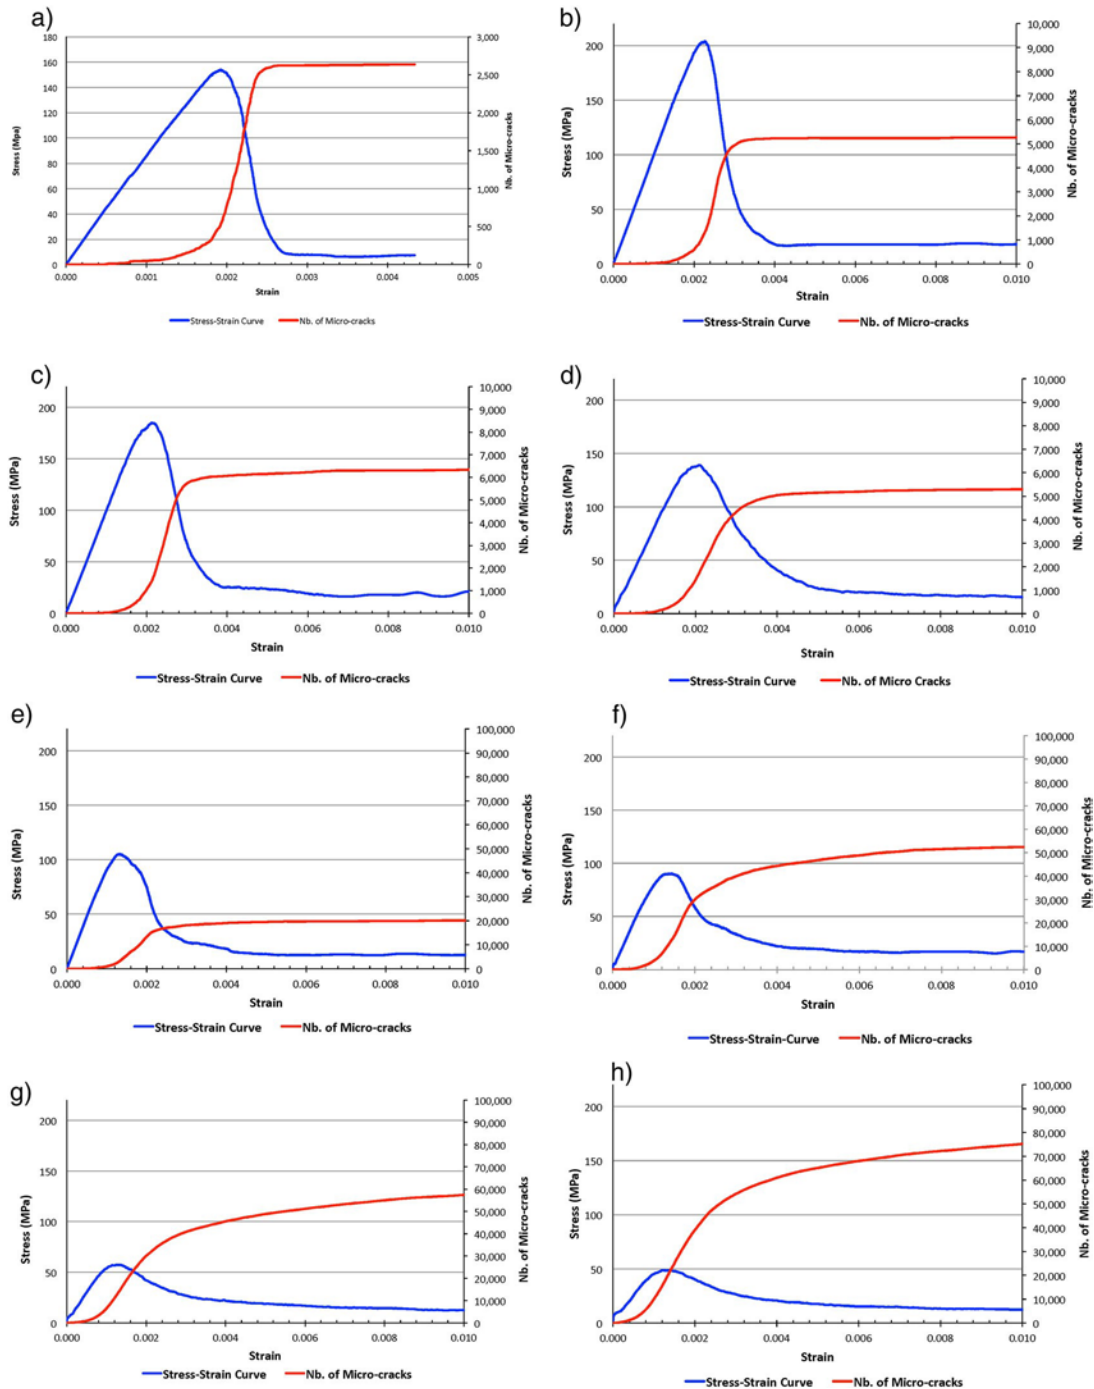 a)
180
160
140
120
100
80
60
40
20
0
Stress (Mpa)
3,000
2,500
2,000
1,500
1,000
500
0
Nb. of Micro-cracks
0.000 0.001 0.002 0.003 0.004 0.005
Strain
Stress-Strain Curve Nb. of Micro-cracks
b)
200
150
100
50
0
Stress (MPa)
10,000
9,000
8,000
7,000
6,000
5,000
4,000
3,000
2,000
1,000
0
Nb. of Micro-cracks
0.000 0.002 0.004 0.006 0.008 0.010
Strain
Stress-Strain Curve Nb. of Micro-cracks
c)
200
150
100
50
0
Stress (MPa)
10,000
9,000
8,000
7,000
6,000
5,000
4,000
3,000
2,000
1,000
0
Nb. of Micro-cracks
0.000 0.002 0.004 0.006 0.008 0.010
Strain
Stress-Strain Curve Nb. of Micro-cracks
d)
200
150
100
50
0
Stress (MPa)
10,000
9,000
8,000
7,000
6,000
5,000
4,000
3,000
2,000
1,000
0
Nb. of Micro-cracks
0.000 0.002 0.004 0.006 0.008 0.010
Strain
Stress-Strain Curve Nb. of Micro Cracks
e)
200
150
100
50
0
Stress (MPa)
100,000
90,000
80,000
70,000
60,000
50,000
40,000
30,000
20,000
10,000
0
Nb. of Micro-cracks
0.000 0.002 0.004 0.006 0.008 0.010
Strain
Stress-Strain Curve Nb. of Micro-cracks
f)
200
150
100
50
0
Stress (MPa)
100,000
90,000
80,000
70,000
60,000
50,000
40,000
30,000
20,000
10,000
0
Nb. of Micro-cracks
0.000 0.002 0.004 0.006 0.008 0.010
Strain
Stress-Strain-Curve Nb. of Micro-cracks
g)
200
150
100
50
0
Stress (MPa)
100,000
90,000
80,000
70,000
60,000
50,000
40,000
30,000
20,000
10,000
0
Nb. of Micro-cracks
0.000 0.002 0.004 0.006 0.008 0.010
Strain
Stress-Strain Curve Nb. of Micro-cracks
h)
200
150
100
50
0
Stress (MPa)
100,000
90,000
80,000
70,000
60,000
50,000
40,000
30,000
20,000
10,000
0
Nb. of Micro-cracks
0.000 0.002 0.004 0.006 0.008 0.010
Strain
Stress-Strain Curve Nb. of Micro-cracks